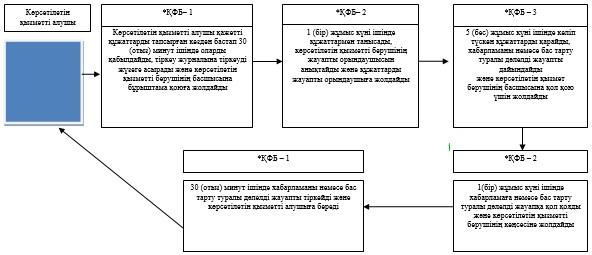 Көрсетілетін
қызметті алушы
*ҚФБ– 1
Көрсетілетін қызметті алушы қажетті
құжаттарды тапсырған кезден бастап 30
(отыз) минут ішінде оларды
қабылдайды, тіркеу журналына тіркеуді
жүзеге асырады және көрсетілетін
қызметті берушінің басшысына
бұрыштама қоюға жолдайды
*ҚФБ– 2
1 (бір) жұмыс күні ішінде
құжаттармен танысады,
көрсетілетін қызметті берушінің
жауапты орындаушысын
анықтайды және құжаттарды
жауапты орындаушыға жолдайды
*ҚФБ – 3
5 (бес) жұмыс күні ішінде келіп
түскен құжаттарды қарайды,
хабарламаны немесе бас тарту
туралы дәлелді жауапты
дайындайды
және көрсетілетін қызмет
берушінің басшысына қол қою
үшін жолдайды
*ҚФБ – 1
30 (отыз) минут ішінде хабарламаны немесе бас
тарту туралы дәлелді жауапты тіркейді және
көрсетілетін қызметті алушыға береді
*ҚФБ – 2
1(бір) жұмыс күні ішінде
хабарламаға немесе бас тарту
туралы дәлелді жауапқа қол қояды
және көрсетілетін қызметті
берушінің кеңсесіне жолдайды